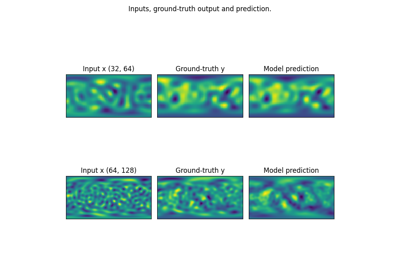 Inputs, ground-truth output and prediction.
Input x (32, 64) Ground-truth y Model prediction
Input x (64, 128) Ground-truth y Model prediction